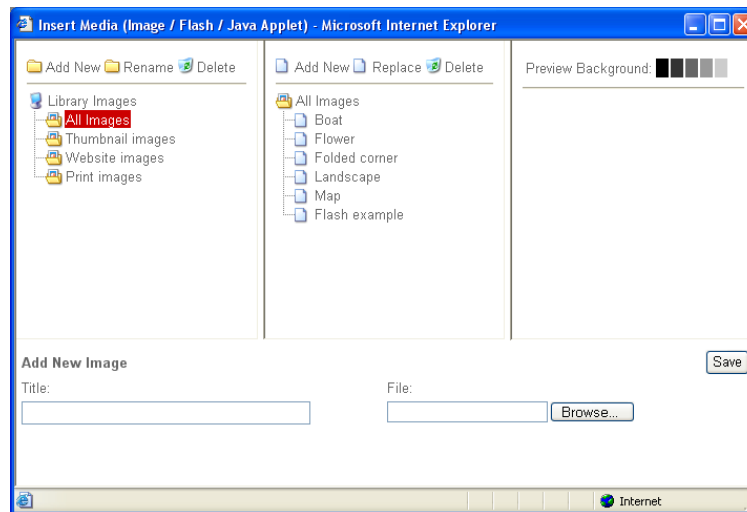 Insert Media (Image / Flash / Java Applet) - Microsoft Internet Explorer
Add New Rename Delete
Library Images
All Images
Thumbnail images
Website images
Print images
Add New Replace Delete
All Images
Boat
Flower
Folded corner
Landscape
Map
Flash example
Preview Background:
Add New Image
Save
Title:
File:
Browse...
Internet